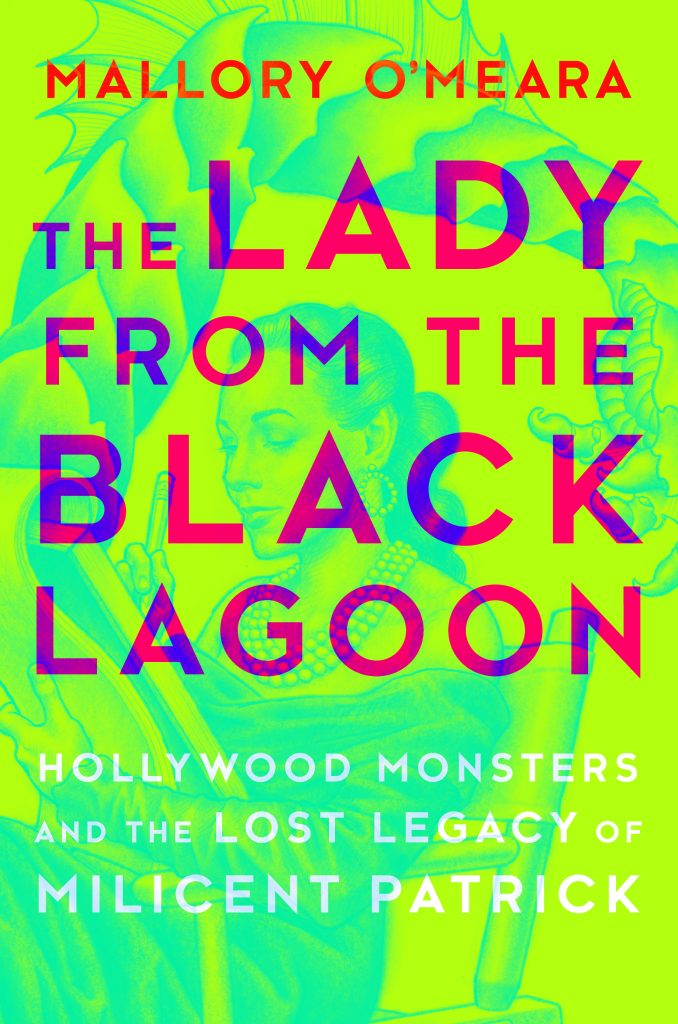 MALLORY O'MEARA
THE LADY
FROM THE
BLACK
LAGOON
HOLLYWOOD MONSTERS
AND THE LOST LEGACY OF
MILICENT PATRICK